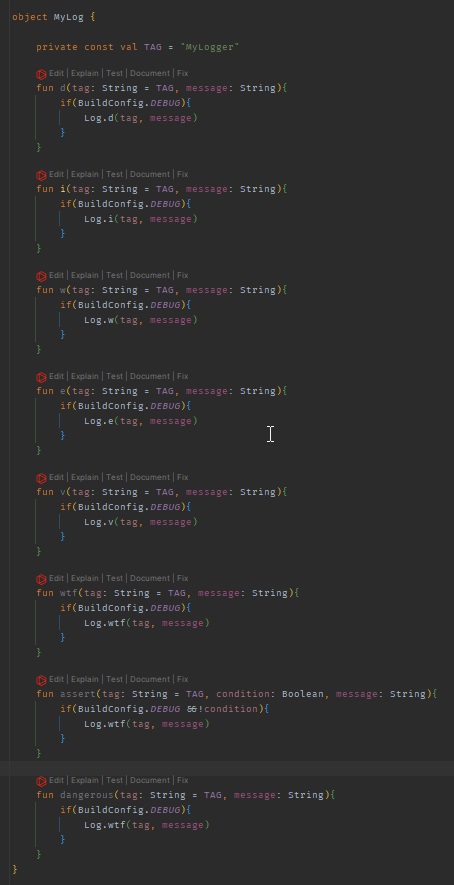 object MyLog {
private const val TAG = "MyLogger"
Edit | Explain | Test | Document | Fix
fun d(tag: String = TAG, message: String){
if(BuildConfig.DEBUG){
Log.d(tag, message)
}
}
Edit | Explain | Test | Document | Fix
fun i(tag: String = TAG, message: String){
if(BuildConfig.DEBUG){
Log.i(tag, message)
}
}
Edit | Explain | Test | Document | Fix
fun w(tag: String = TAG, message: String){
if(BuildConfig.DEBUG){
Log.w(tag, message)
}
}
Edit | Explain | Test | Document | Fix
fun e(tag: String = TAG, message: String){
if(BuildConfig.DEBUG){
Log.e(tag, message)
}
}
Edit | Explain | Test | Document | Fix
fun v(tag: String = TAG, message: String){
if(BuildConfig.DEBUG){
Log.v(tag, message)
}
}
Edit | Explain | Test | Document | Fix
fun wtf(tag: String = TAG, message: String){
if(BuildConfig.DEBUG){
Log.wtf(tag, message)
}
}
Edit | Explain | Test | Document | Fix
fun assert(tag: String = TAG, condition: Boolean, message: String){
if(BuildConfig.DEBUG &&!condition){
Log.wtf(tag, message)
}
}
Edit | Explain | Test | Document | Fix
fun dangerous(tag: String = TAG, message: String){
if(BuildConfig.DEBUG){
Log.wtf(tag, message)
}
}
}